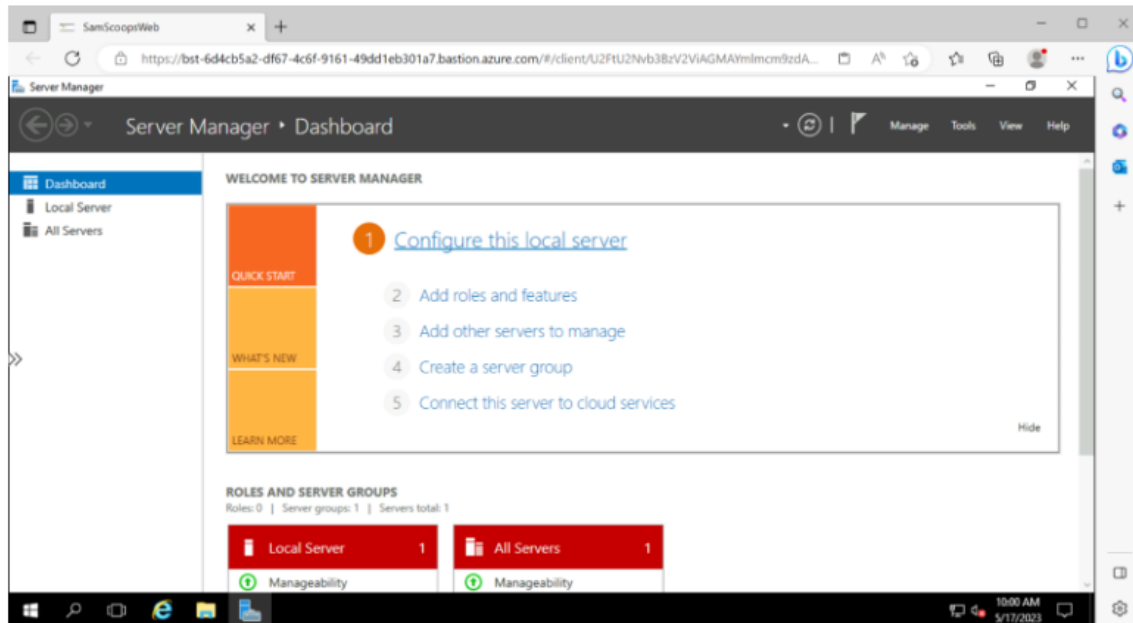 SamScoopsWeb
https://bst-6d4cb5a2-df67-4c6f-9161-49dd1eb301a7.bastion.azure.com/#/client/
Server Manager
Server Manager • Dashboard
Manage Tools View Help
Dashboard
Local Server
All Servers
WELCOME TO SERVER MANAGER
QUICK START
WHAT'S NEW
LEARN MORE
1 Configure this local server
2 Add roles and features
3 Add other servers to manage
4 Create a server group
5 Connect this server to cloud services
Hide
ROLES AND SERVER GROUPS
Roles: 0 | Server groups: 1 | Servers total: 1
Local Server 1
Manageability
All Servers 1
Manageability
10:00 AM
5/17/2023